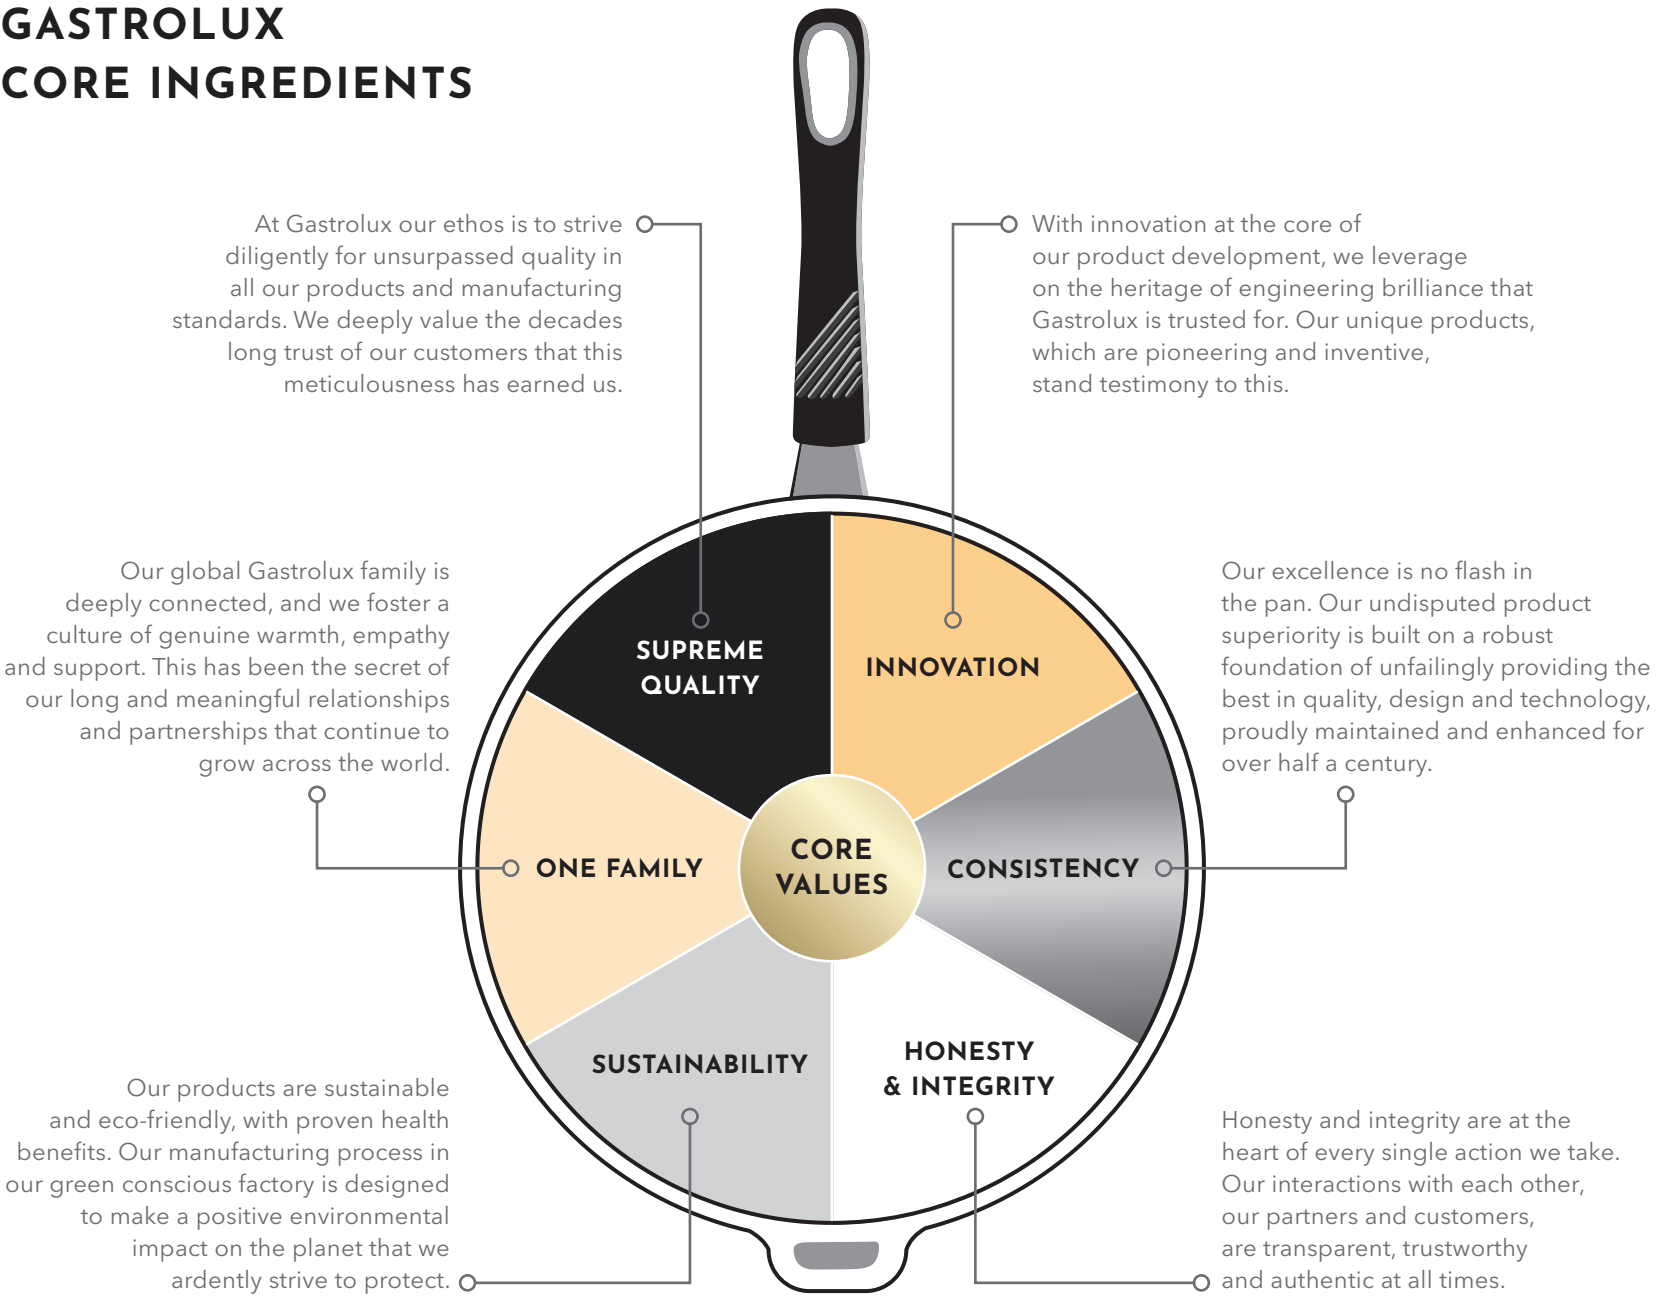 GASTROLUX
CORE INGREDIENTS
At Gastrolux our ethos is to strive
diligently for unsurpassed quality in
all our products and manufacturing
standards. We deeply value the decades
long trust of our customers that this
meticulousness has earned us.
With innovation at the core of
our product development, we leverage
on the heritage of engineering brilliance that
Gastrolux is trusted for. Our unique products,
which are pioneering and inventive,
stand testimony to this.
Our global Gastrolux family is
deeply connected, and we foster a
culture of genuine warmth, empathy
and support. This has been the secret of
our long and meaningful relationships
and partnerships that continue to
grow across the world.
SUPREME
QUALITY
INNOVATION
Our excellence is no flash in
the pan. Our undisputed product
superiority is built on a robust
foundation of unfailingly providing the
best in quality, design and technology,
proudly maintained and enhanced for
over half a century.
ONE FAMILY
CORE
VALUES
CONSISTENCY
SUSTAINABILITY
HONESTY
& INTEGRITY
Our products are sustainable
and eco-friendly, with proven health
benefits. Our manufacturing process in
our green conscious factory is designed
to make a positive environmental
impact on the planet that we
ardently strive to protect.
Honesty and integrity are at the
heart of every single action we take.
Our interactions with each other,
our partners and customers,
are transparent, trustworthy
and authentic at all times.